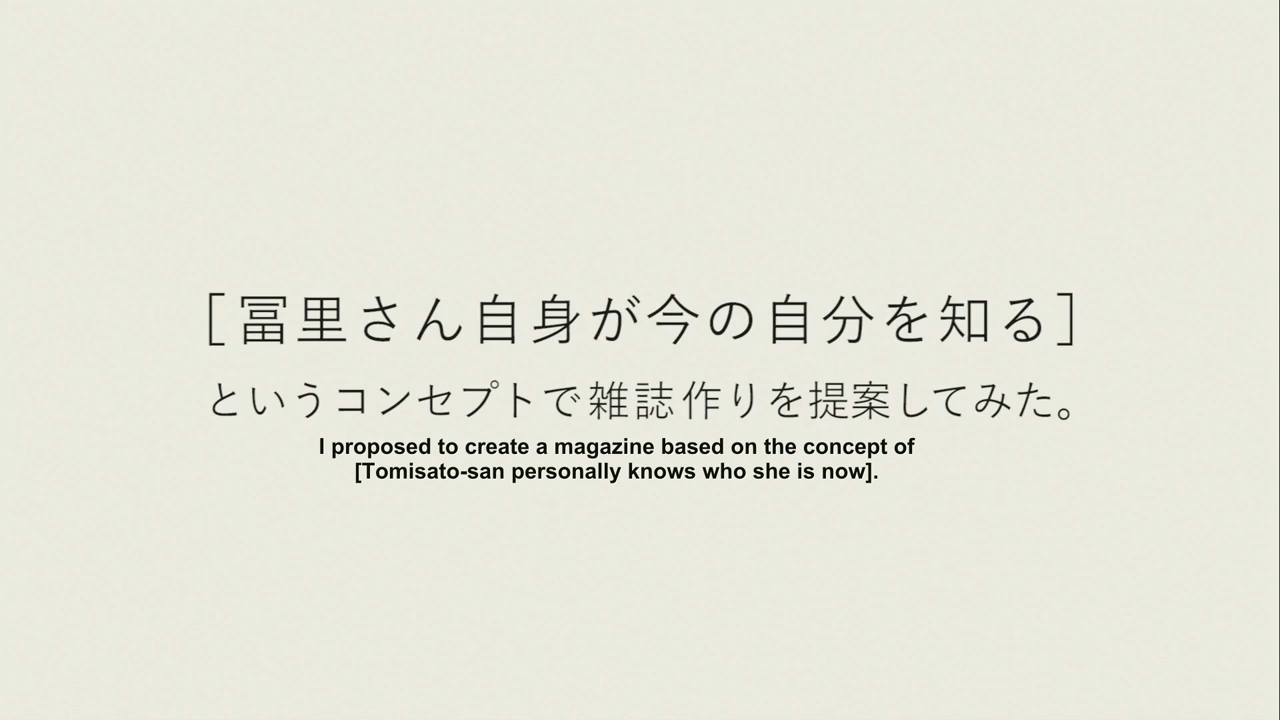 ［冨里さん自身が今の自分を知る］
というコンセプトで雑誌作りを提案してみた。
I proposed to create a magazine based on the concept of
[Tomisato-san personally knows who she is now].